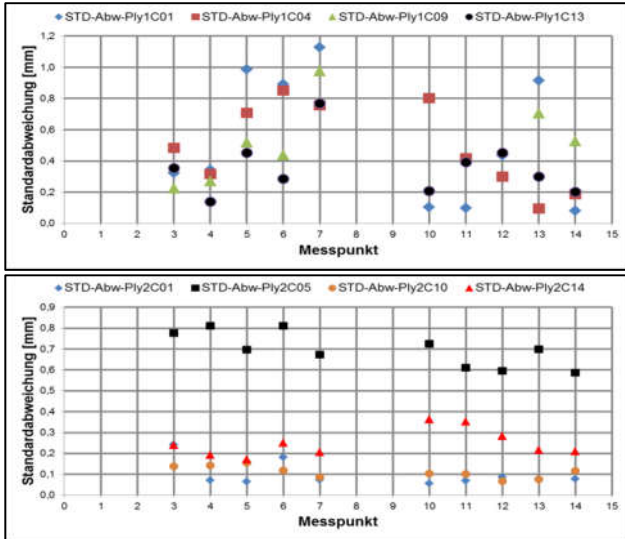 STD-Abw-Ply1C01 STD-Abw-Ply1C04 STD-Abw-Ply1C09 STD-Abw-Ply1C13
Standardabweichung [mm]
1,2
1,0
0,8
0,6
0,4
0,2
0,0
0 1 2 3 4 5 6 7 8 9 10 11 12 13 14 15
Messpunkt
STD-Abw-Ply2C01 STD-Abw-Ply2C05 STD-Abw-Ply2C10 STD-Abw-Ply2C14
Standardabweichung [mm]
0,9
0,8
0,7
0,6
0,5
0,4
0,3
0,2
0,1
0,0
0 1 2 3 4 5 6 7 8 9 10 11 12 13 14 15
Messpunkt